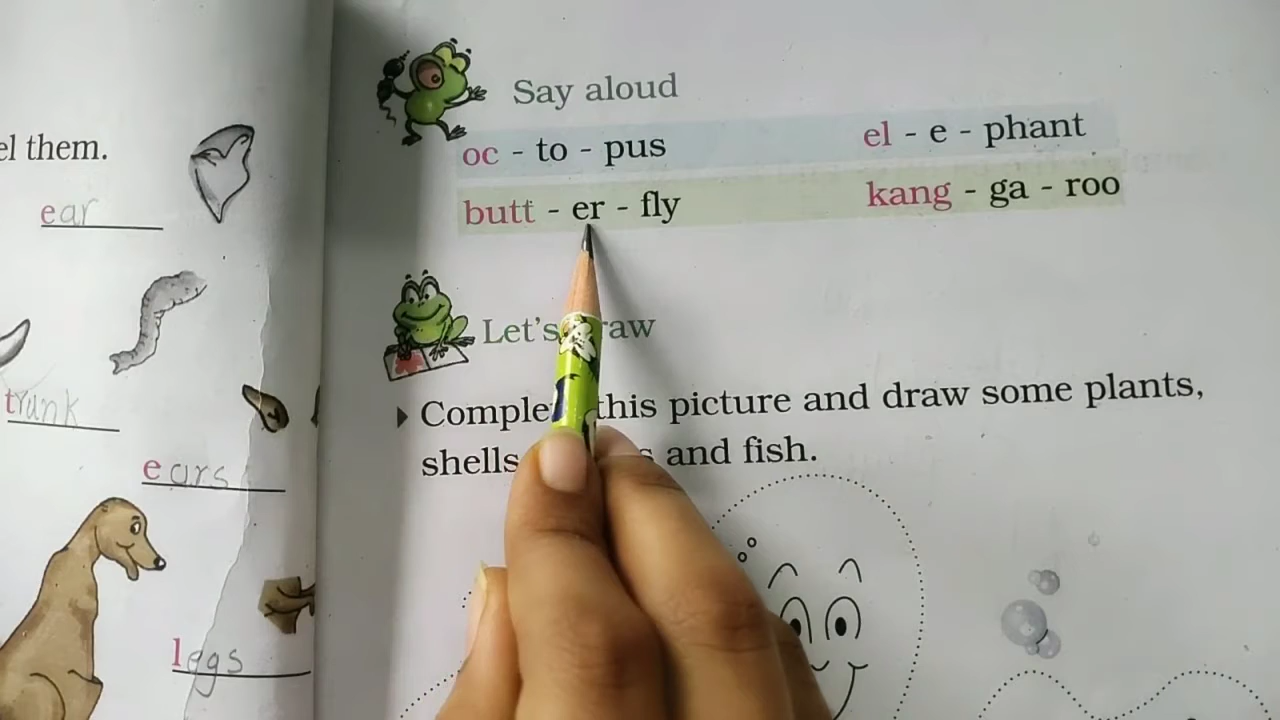 el them.
ear
trunk
ears
legs
Say aloud
oc - to - pus el - e - phant
butt - er - fly kang - ga - roo
Let's raw
Comple this picture and draw some plants,
shells and fish.